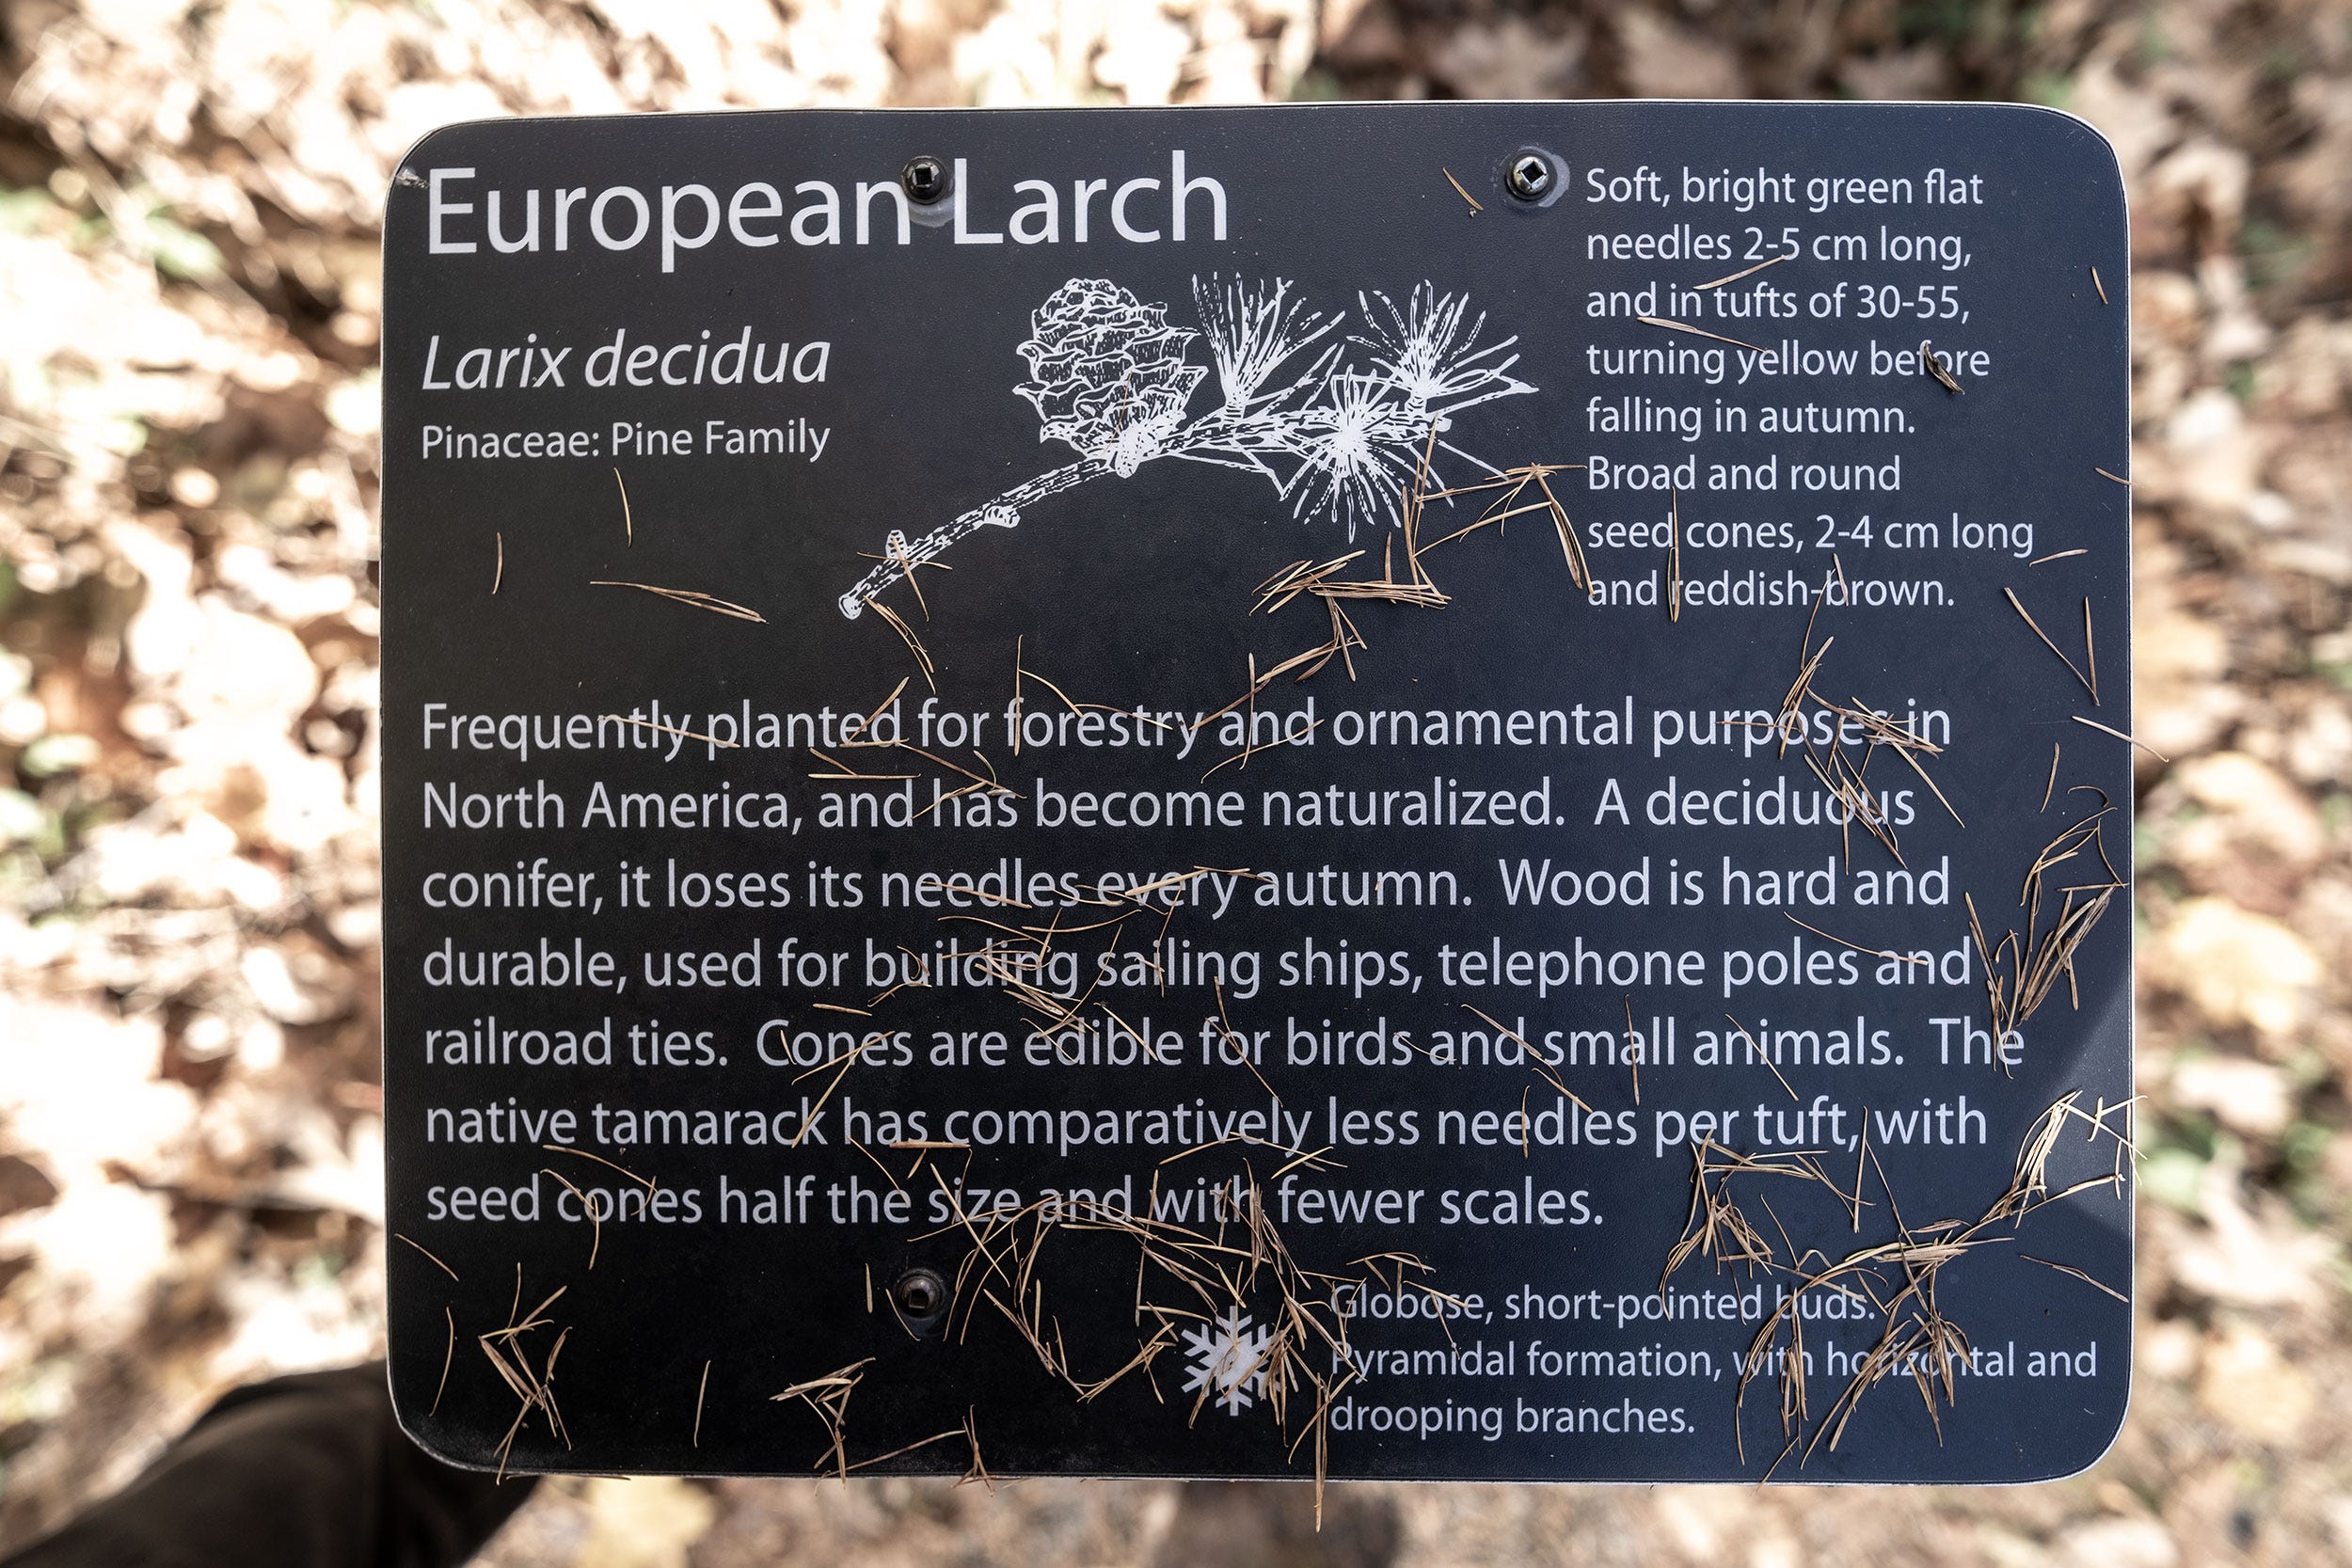 European Larch
Larix decidua
Pinaceae: Pine Family
Soft, bright green flat
needles 2-5 cm long,
and in tufts of 30-55,
turning yellow before
falling in autumn.
Broad and round
seed cones, 2-4 cm long
and reddish-brown.
Frequently planted for forestry and ornamental purposes in
North America, and has become naturalized.  A deciduous
conifer, it loses its needles every autumn.  Wood is hard and
durable, used for building sailing ships, telephone poles and
railroad ties.  Cones are edible for birds and small animals.  The
native tamarack has comparatively less needles per tuft, with
seed cones half the size and with fewer scales.
Globose, short-pointed buds.
Pyramidal formation, with horizontal and
drooping branches.